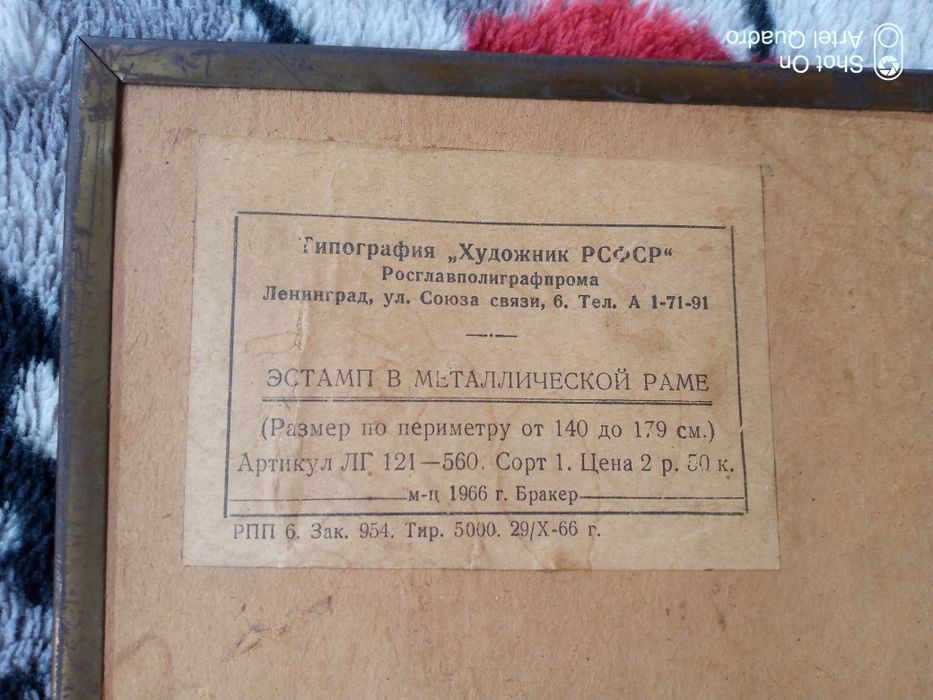 Типография „Художник РСФСР“
Росглавполиграфпрома
Ленинград, ул. Союза связи, 6. Тел. А 1-71-91
ЭСТАМП В МЕТАЛЛИЧЕСКОЙ РАМЕ
(Размер по периметру от 140 до 179 см.)
Артикул ЛГ 121—560. Сорт 1. Цена 2 р. 50 к.
м-ц 1966 г. Бракер
РПП 6. Зак. 954. Тир. 5000. 29/X-66 г.
Shot On
Artel Quadro